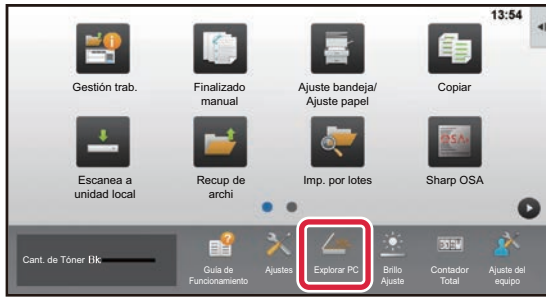 13:54
Gestión trab.
Finalizado
manual
Ajuste bandeja/
Ajuste papel
Copiar
Escanea a
unidad local
Recup de
archi
Imp. por lotes
Sharp OSA
Cant. de Tóner Bk
Guía de
Funcionamiento
Ajustes
Explorar PC
Brillo
Ajuste
Contador
Total
Ajuste del
equipo